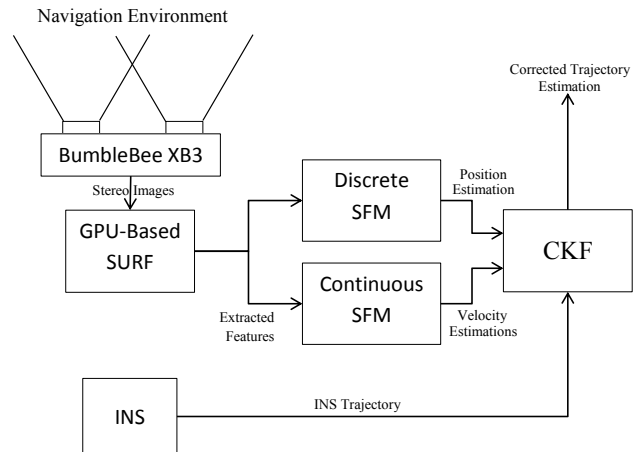 Navigation Environment
BumbleBee XB3
Stereo Images
GPU-Based
SURF
Extracted
Features
Discrete
SFM
Continuous
SFM
Position
Estimation
Velocity
Estimations
Corrected Trajectory
Estimation
CKF
INS
INS Trajectory